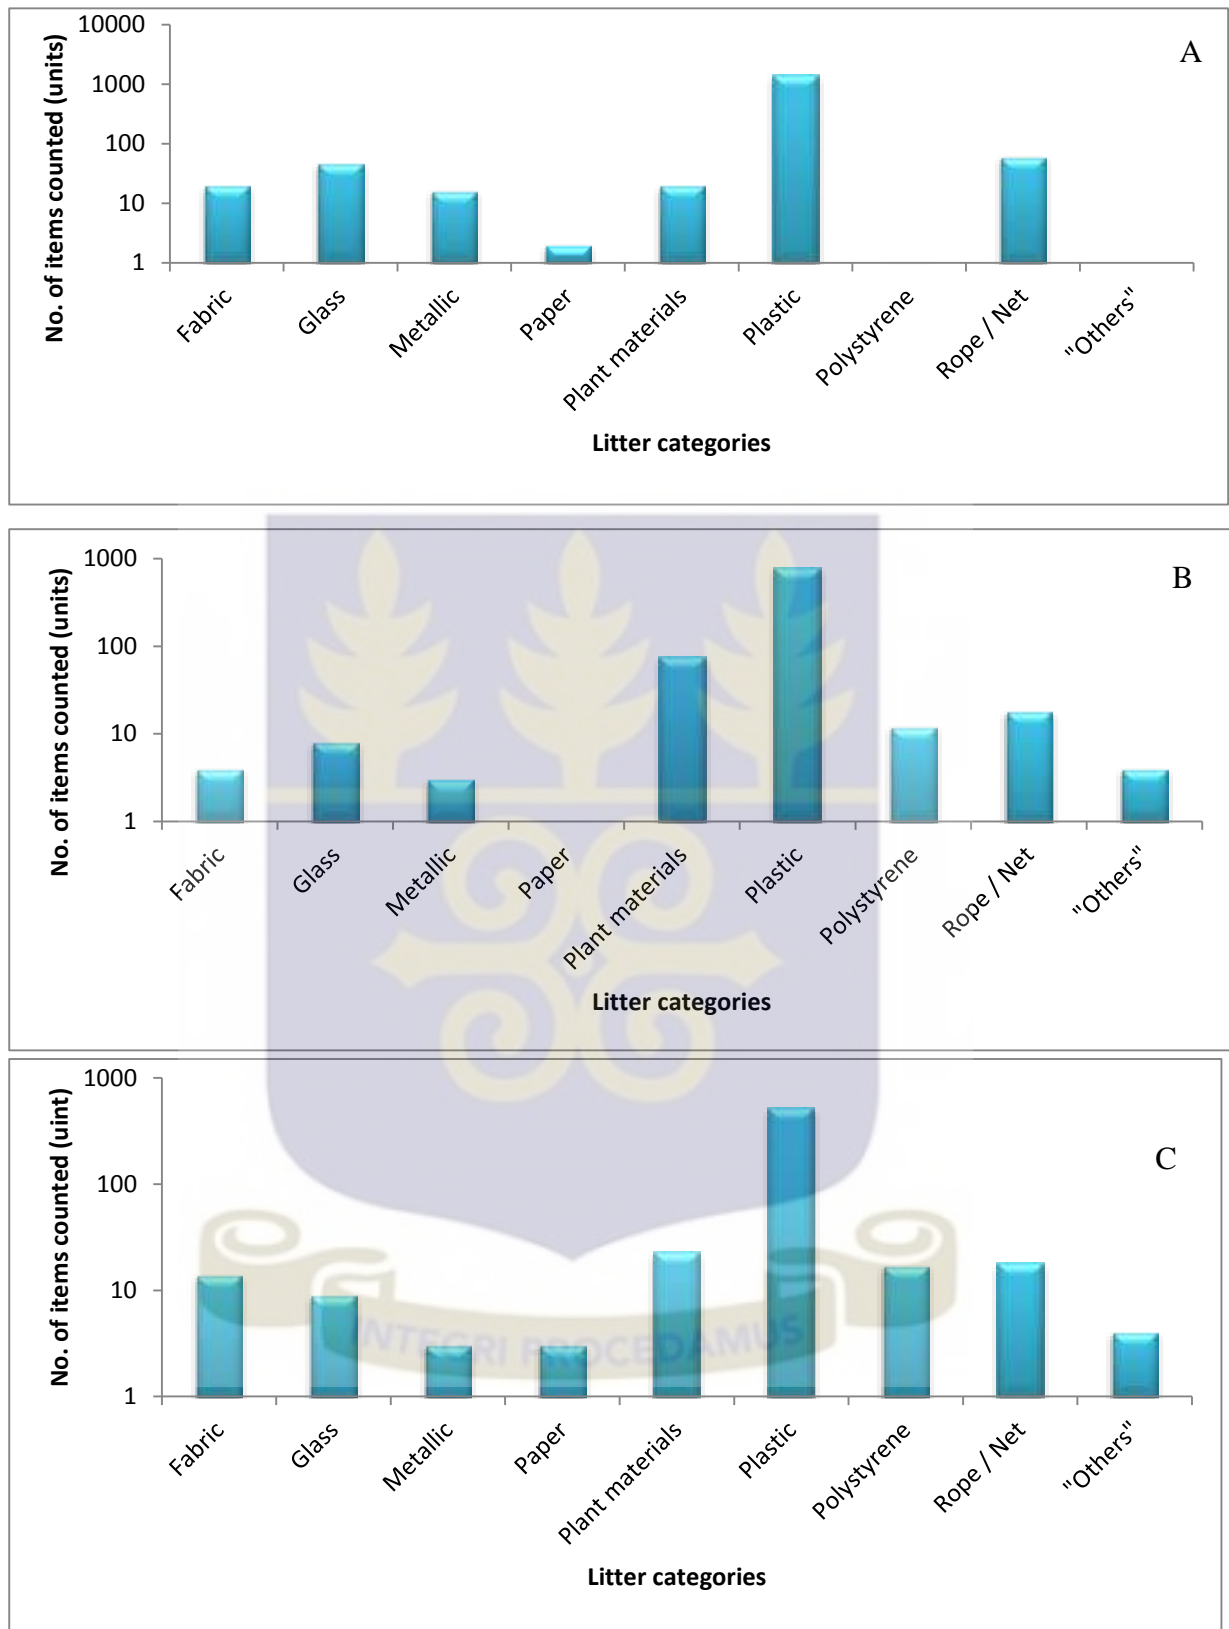 A
No. of items counted (units)
10000
1000
100
10
1
Fabric
Glass
Metallic
Paper
Plant materials
Plastic
Polystyrene
Rope / Net
"Others"
Litter categories
B
No. of items counted (units)
1000
100
10
1
Fabric
Glass
Metallic
Paper
Plant materials
Plastic
Polystyrene
Rope / Net
"Others"
Litter categories
C
No. of items counted (uint)
1000
100
10
1
INTEGRI PROCEDAMUS
Fabric
Glass
Metallic
Paper
Plant materials
Plastic
Polystyrene
Rope / Net
"Others"
Litter categories